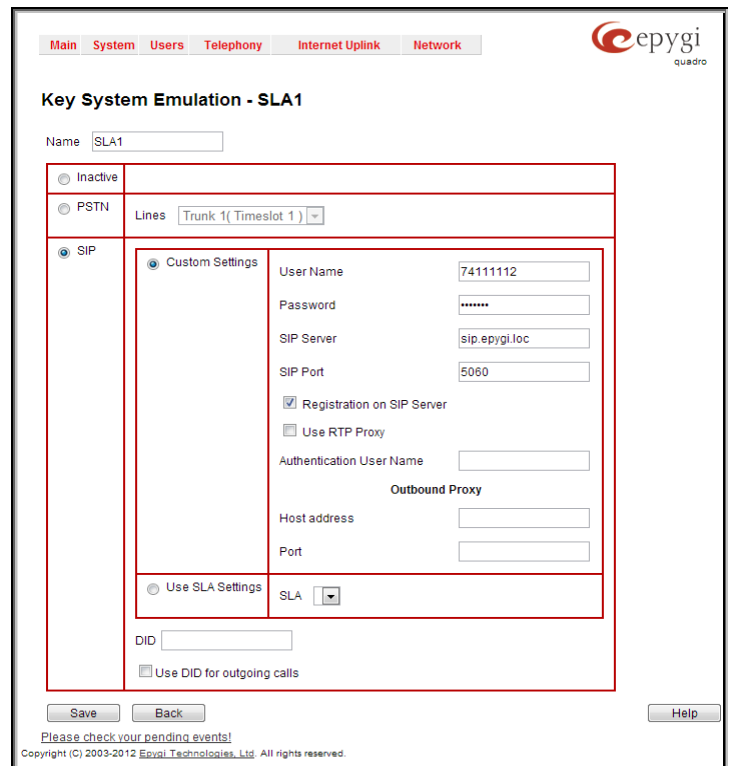 Main System Users Telephony Internet Uplink Network
epygi
quadro
Key System Emulation - SLA1
Name SLA1
Inactive
PSTN Lines Trunk 1( Timeslot 1 )
SIP
Custom Settings
User Name 74111112
Password •••••••
SIP Server sip.epygi.loc
SIP Port 5060
Registration on SIP Server
Use RTP Proxy
Authentication User Name
Outbound Proxy
Host address
Port
Use SLA Settings SLA
DID
Use DID for outgoing calls
Save Back Help
Please check your pending events!
Copyright (C) 2003-2012 Epygi Technologies, Ltd. All rights reserved.